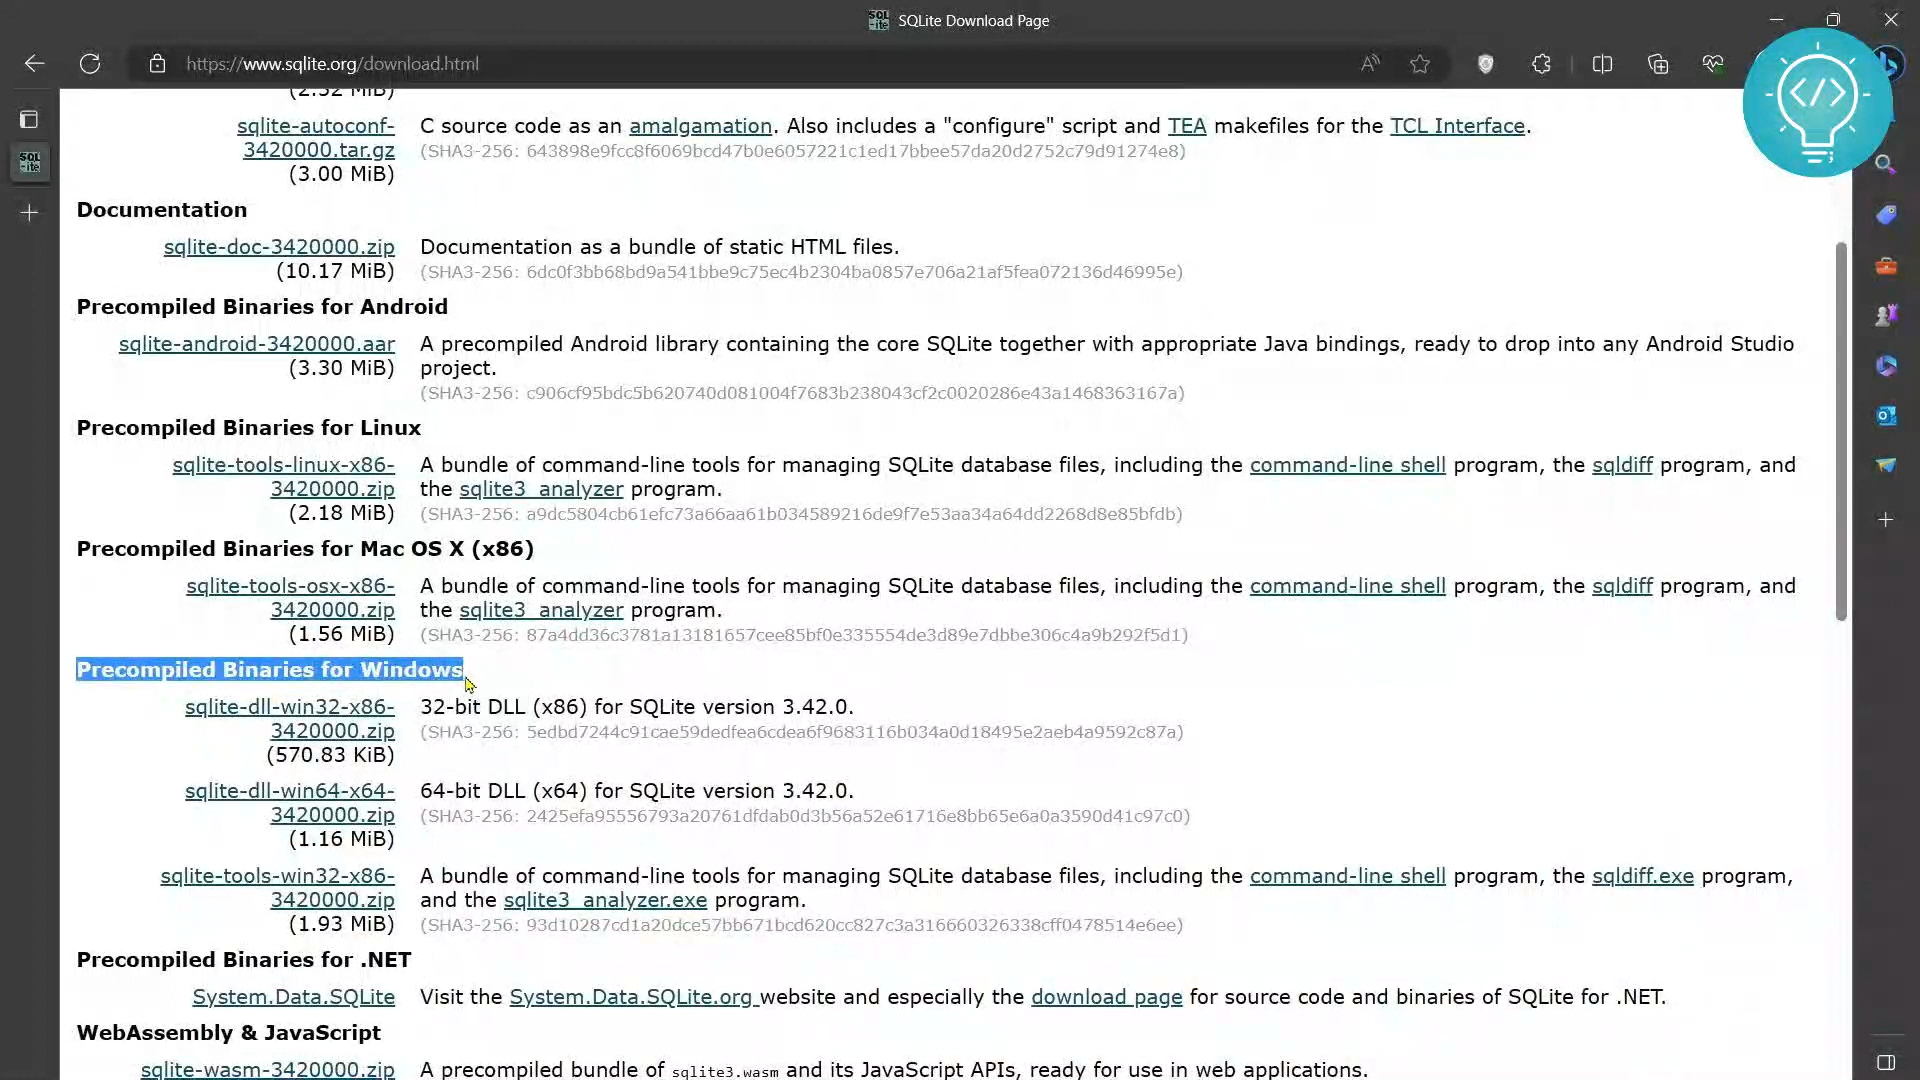 SQLite Download Page
https://www.sqlite.org/download.html
(2.52 MiB)
sqlite-autoconf- C source code as an amalgamation. Also includes a "configure" script and TEA makefiles for the TCL Interface.
3420000.tar.gz (SHA3-256: 643898e9fcc8f6069bcd47b0e6057221c1ed17bbee57da20d2752c79d91274e8)
(3.00 MiB)
Documentation
sqlite-doc-3420000.zip Documentation as a bundle of static HTML files.
(10.17 MiB) (SHA3-256: 6dc0f3bb68bd9a541bbe9c75ec4b2304ba0857e706a21af5fea072136d46995e)
Precompiled Binaries for Android
sqlite-android-3420000.aar A precompiled Android library containing the core SQLite together with appropriate Java bindings, ready to drop into any Android Studio
(3.30 MiB) project.
(SHA3-256: c906cf95bdc5b620740d081004f7683b238043cf2c0020286e43a1468363167a)
Precompiled Binaries for Linux
sqlite-tools-linux-x86- A bundle of command-line tools for managing SQLite database files, including the command-line shell program, the sqldiff program, and
3420000.zip the sqlite3_analyzer program.
(2.18 MiB) (SHA3-256: a9dc5804cb61efc73a66aa61b034589216de9f7e53aa34a64dd2268d8e85bfdb)
Precompiled Binaries for Mac OS X (x86)
sqlite-tools-osx-x86- A bundle of command-line tools for managing SQLite database files, including the command-line shell program, the sqldiff program, and
3420000.zip the sqlite3_analyzer program.
(1.56 MiB) (SHA3-256: 87a4dd36c3781a13181657cee85bf0e335554de3d89e7dbbe306c4a9b292f5d1)
Precompiled Binaries for Windows
sqlite-dll-win32-x86- 32-bit DLL (x86) for SQLite version 3.42.0.
3420000.zip (SHA3-256: 5edbd7244c91cae59dedfea6cdea6f9683116b034a0d18495e2aeb4a9592c87a)
(570.83 KiB)
sqlite-dll-win64-x64- 64-bit DLL (x64) for SQLite version 3.42.0.
3420000.zip (SHA3-256: 2425efa95556793a20761dfdab0d3b56a52e61716e8bb65e6a0a3590d41c97c0)
(1.16 MiB)
sqlite-tools-win32-x86- A bundle of command-line tools for managing SQLite database files, including the command-line shell program, the sqldiff.exe program,
3420000.zip and the sqlite3_analyzer.exe program.
(1.93 MiB) (SHA3-256: 93d10287cd1a20dce57bb671bcd620cc827c3a316660326338cff0478514e6ee)
Precompiled Binaries for .NET
System.Data.SQLite Visit the System.Data.SQLite.org website and especially the download page for source code and binaries of SQLite for .NET.
WebAssembly & JavaScript
sqlite-wasm-3420000.zip A precompiled bundle of sqlite3.wasm and its JavaScript APIs, ready for use in web applications.